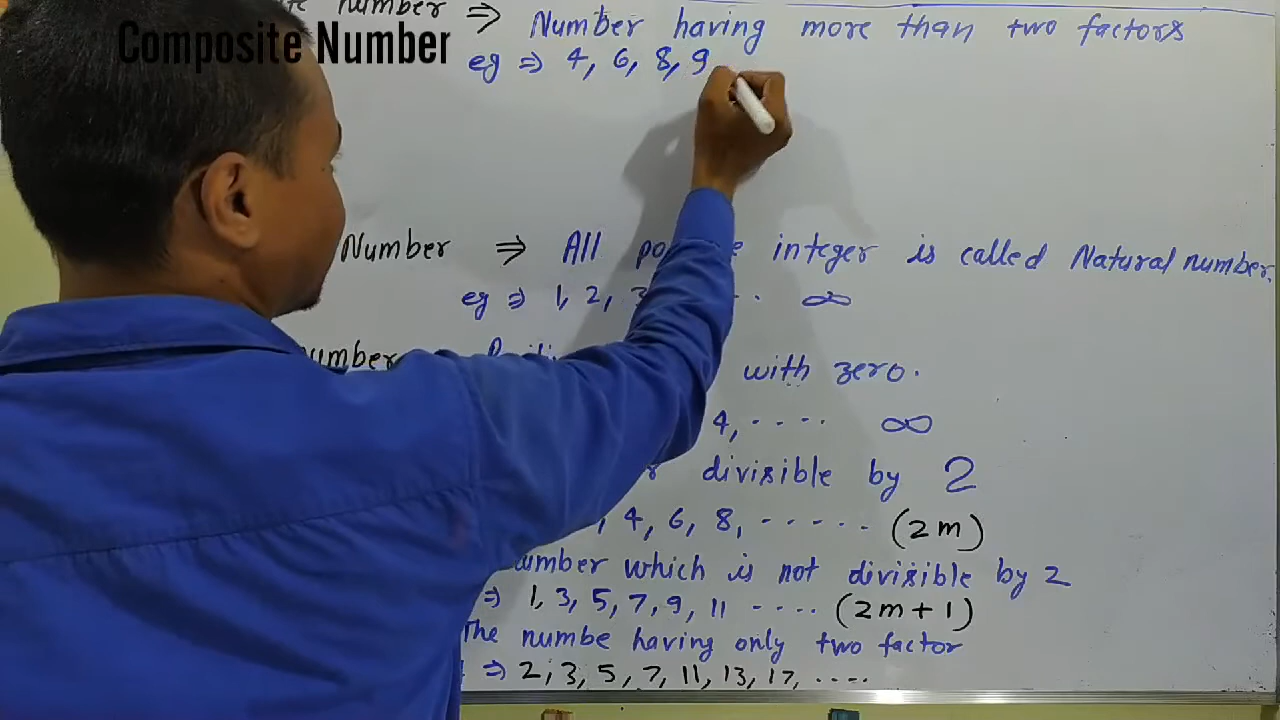 number ⇒ Number having more than two factors
Composite Number
eg ⇒ 4, 6, 8, 9
Number ⇒ All integer is called Natural number.
eg ⇒ 1, 2, 3 .. ∞
number with zero.
4, .... ∞
divisible by 2
4, 6, 8, ...... (2m)
number which is not divisible by 2
⇒ 1, 3, 5, 7, 9, 11 .... (2m+1)
The numbe having only two factor
⇒ 2, 3, 5, 7, 11, 13, 17, ....